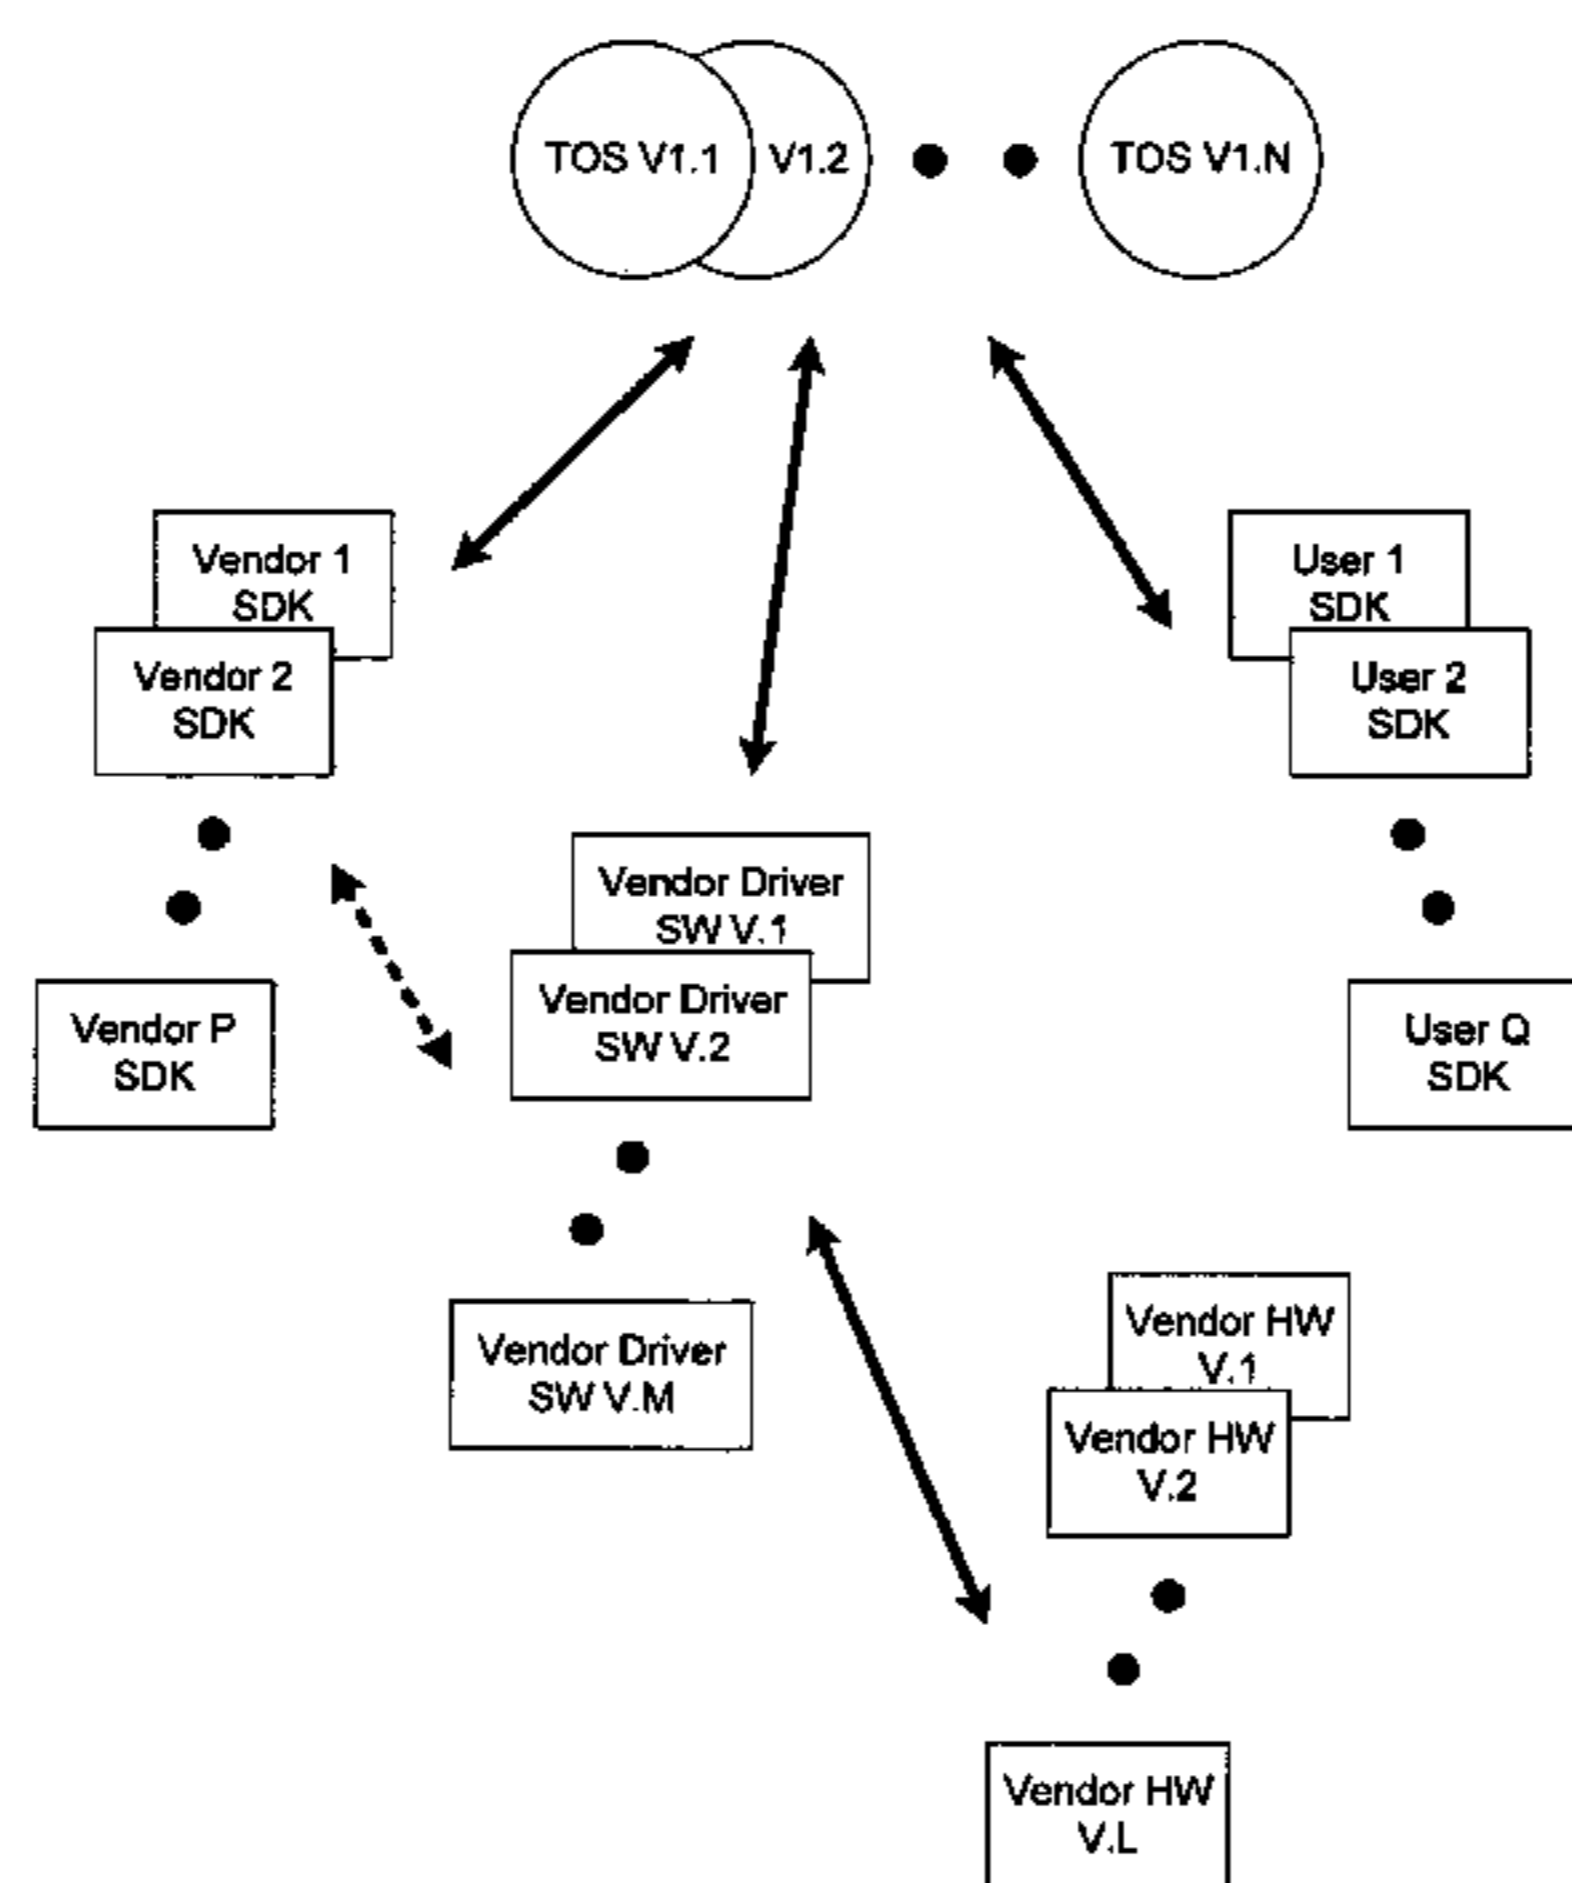 TOS V1.1
V1.2
TOS V1.N
Vendor 1
SDK
Vendor 2
SDK
Vendor P
SDK
User 1
SDK
User 2
SDK
User Q
SDK
Vendor Driver
SW V.1
Vendor Driver
SW V.2
Vendor Driver
SW V.M
Vendor HW
V.1
Vendor HW
V.2
Vendor HW
V.L